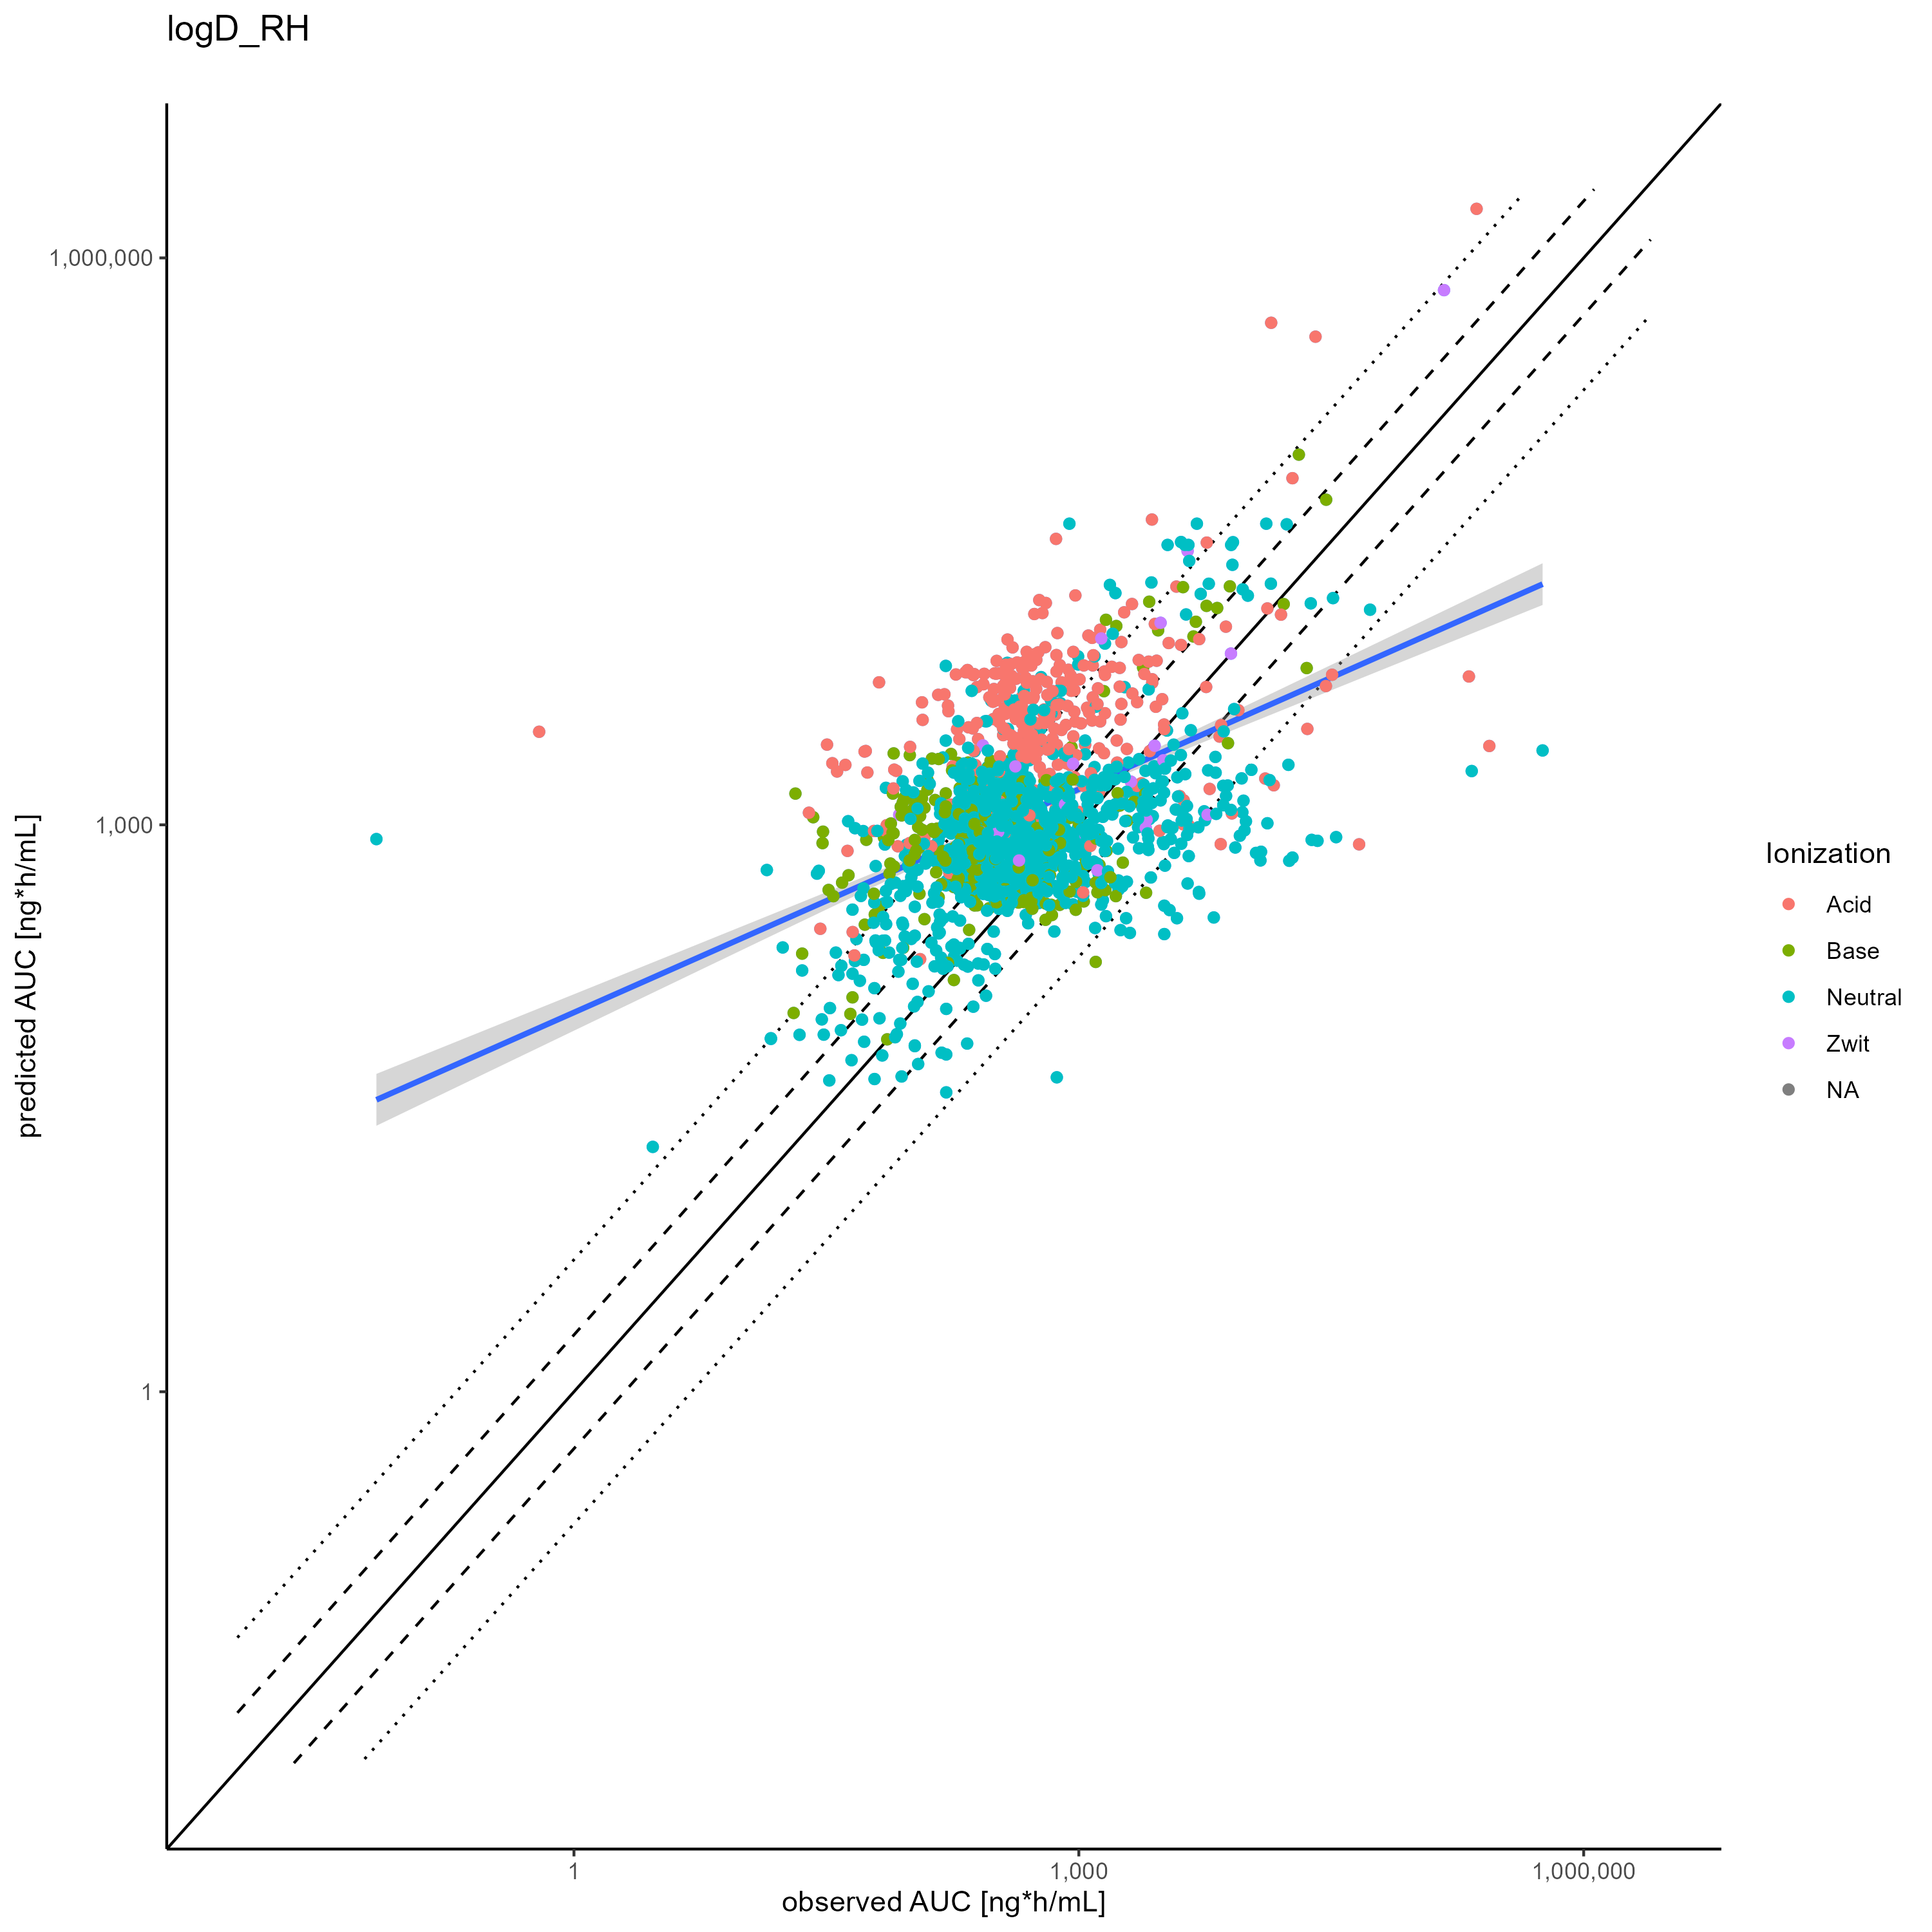 logD_RH
1,000,000
1,000
1
predicted AUC [ng*h/mL]
1
1,000
1,000,000
observed AUC [ng*h/mL]
Ionization
Acid
Base
Neutral
Zwit
NA